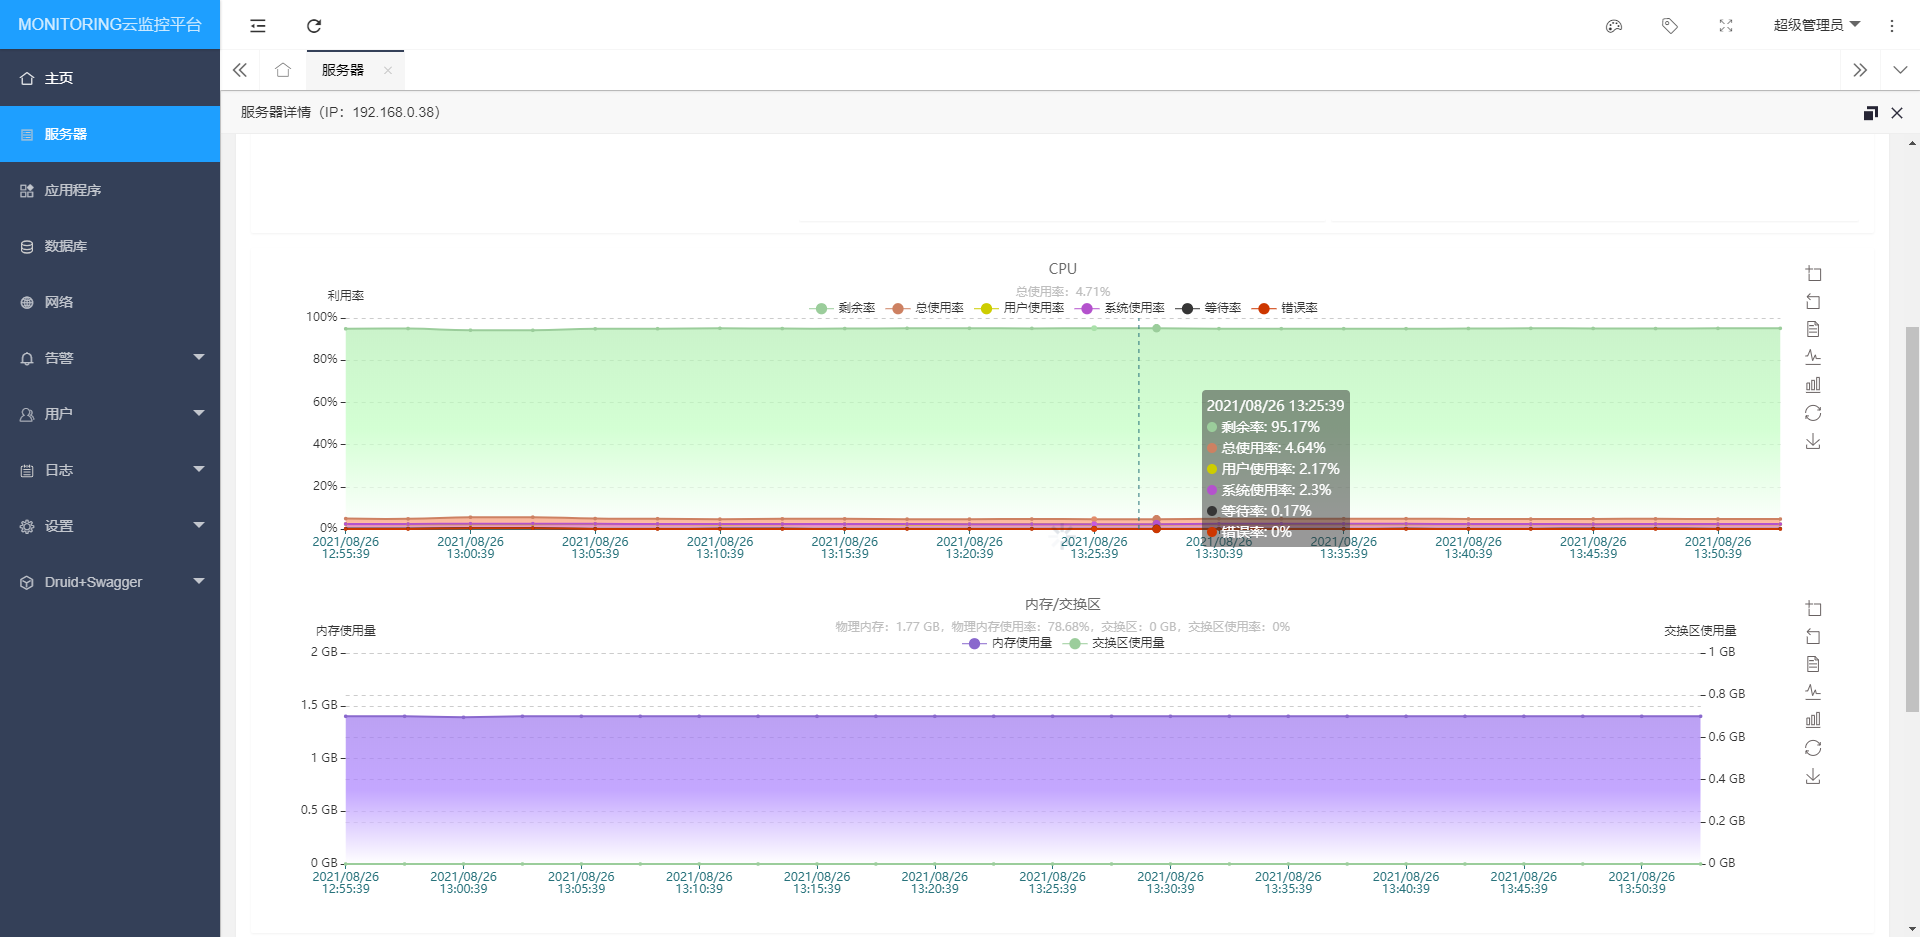 MONITORING云监控平台
超级管理员
主页
服务器
服务器
服务器详情（IP：192.168.0.38）
应用程序
数据库
网络
告警
用户
日志
设置
Druid+Swagger
CPU
总使用率：4.71%
利用率
剩余率 总使用率 用户使用率 系统使用率 等待率 错误率
100%
80%
60%
40%
20%
0%
2021/08/26 13:25:39
剩余率: 95.17%
总使用率: 4.64%
用户使用率: 2.17%
系统使用率: 2.3%
等待率: 0.17%
错误率: 0%
2021/08/26 2021/08/26 2021/08/26 2021/08/26 2021/08/26 2021/08/26 2021/08/26 2021/08/26 2021/08/26 2021/08/26 2021/08/26 2021/08/26
12:55:39 13:00:39 13:05:39 13:10:39 13:15:39 13:20:39 13:25:39 13:30:39 13:35:39 13:40:39 13:45:39 13:50:39
内存/交换区
物理内存：1.77 GB，物理内存使用率：78.68%，交换区：0 GB，交换区使用率：0%
内存使用量
交换区使用量
内存使用量 交换区使用量
2 GB
1.5 GB
1 GB
0.5 GB
0 GB
1 GB
0.8 GB
0.6 GB
0.4 GB
0.2 GB
0 GB
2021/08/26 2021/08/26 2021/08/26 2021/08/26 2021/08/26 2021/08/26 2021/08/26 2021/08/26 2021/08/26 2021/08/26 2021/08/26 2021/08/26
12:55:39 13:00:39 13:05:39 13:10:39 13:15:39 13:20:39 13:25:39 13:30:39 13:35:39 13:40:39 13:45:39 13:50:39